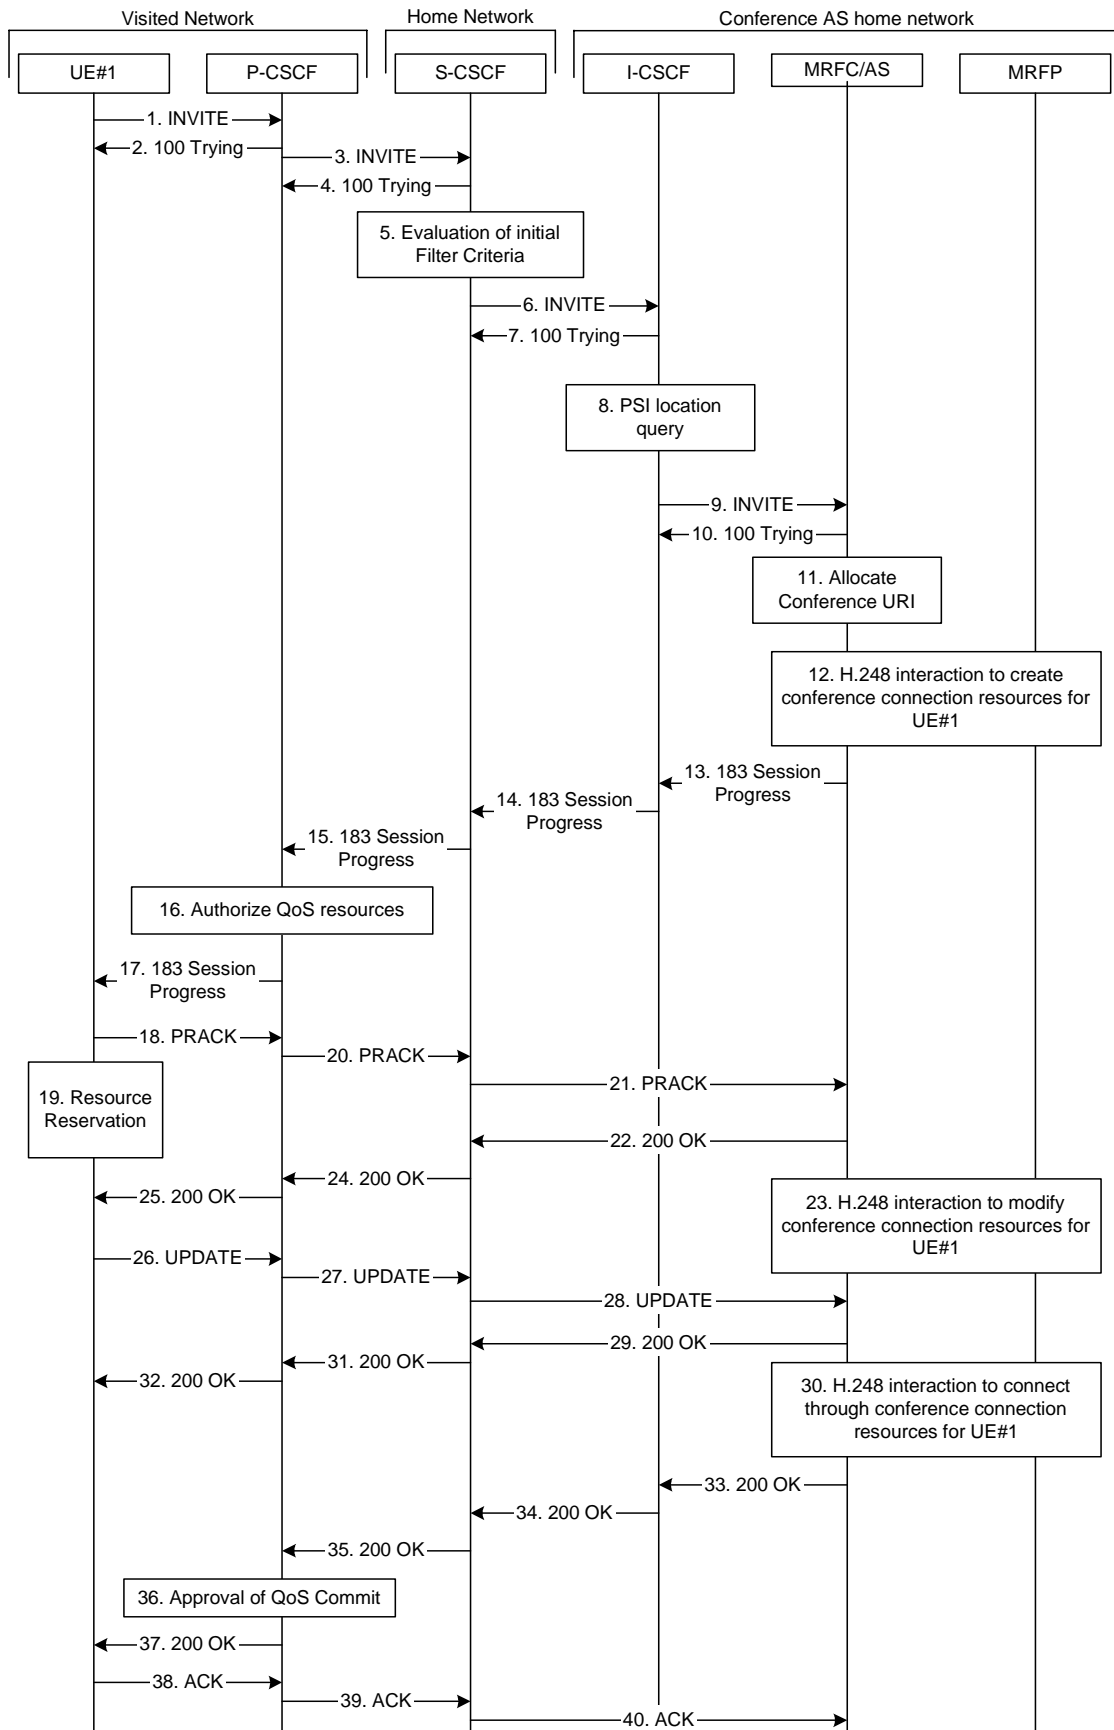 Visited Network
Home Network
Conference AS home network
UE#1
P-CSCF
S-CSCF
I-CSCF
MRFC/AS
MRFP
1. INVITE
2. 100 Trying
3. INVITE
4. 100 Trying
5. Evaluation of initial
Filter Criteria
6. INVITE
7. 100 Trying
8. PSI location
query
9. INVITE
10. 100 Trying
11. Allocate
Conference URI
12. H.248 interaction to create
conference connection resources for
UE#1
13. 183 Session
Progress
14. 183 Session
Progress
15. 183 Session
Progress
16. Authorize QoS resources
17. 183 Session
Progress
18. PRACK
20. PRACK
19. Resource
Reservation
21. PRACK
22. 200 OK
24. 200 OK
25. 200 OK
23. H.248 interaction to modify
conference connection resources for
UE#1
26. UPDATE
27. UPDATE
28. UPDATE
29. 200 OK
31. 200 OK
32. 200 OK
30. H.248 interaction to connect
through conference connection
resources for UE#1
33. 200 OK
34. 200 OK
35. 200 OK
36. Approval of QoS Commit
37. 200 OK
38. ACK
39. ACK
40. ACK